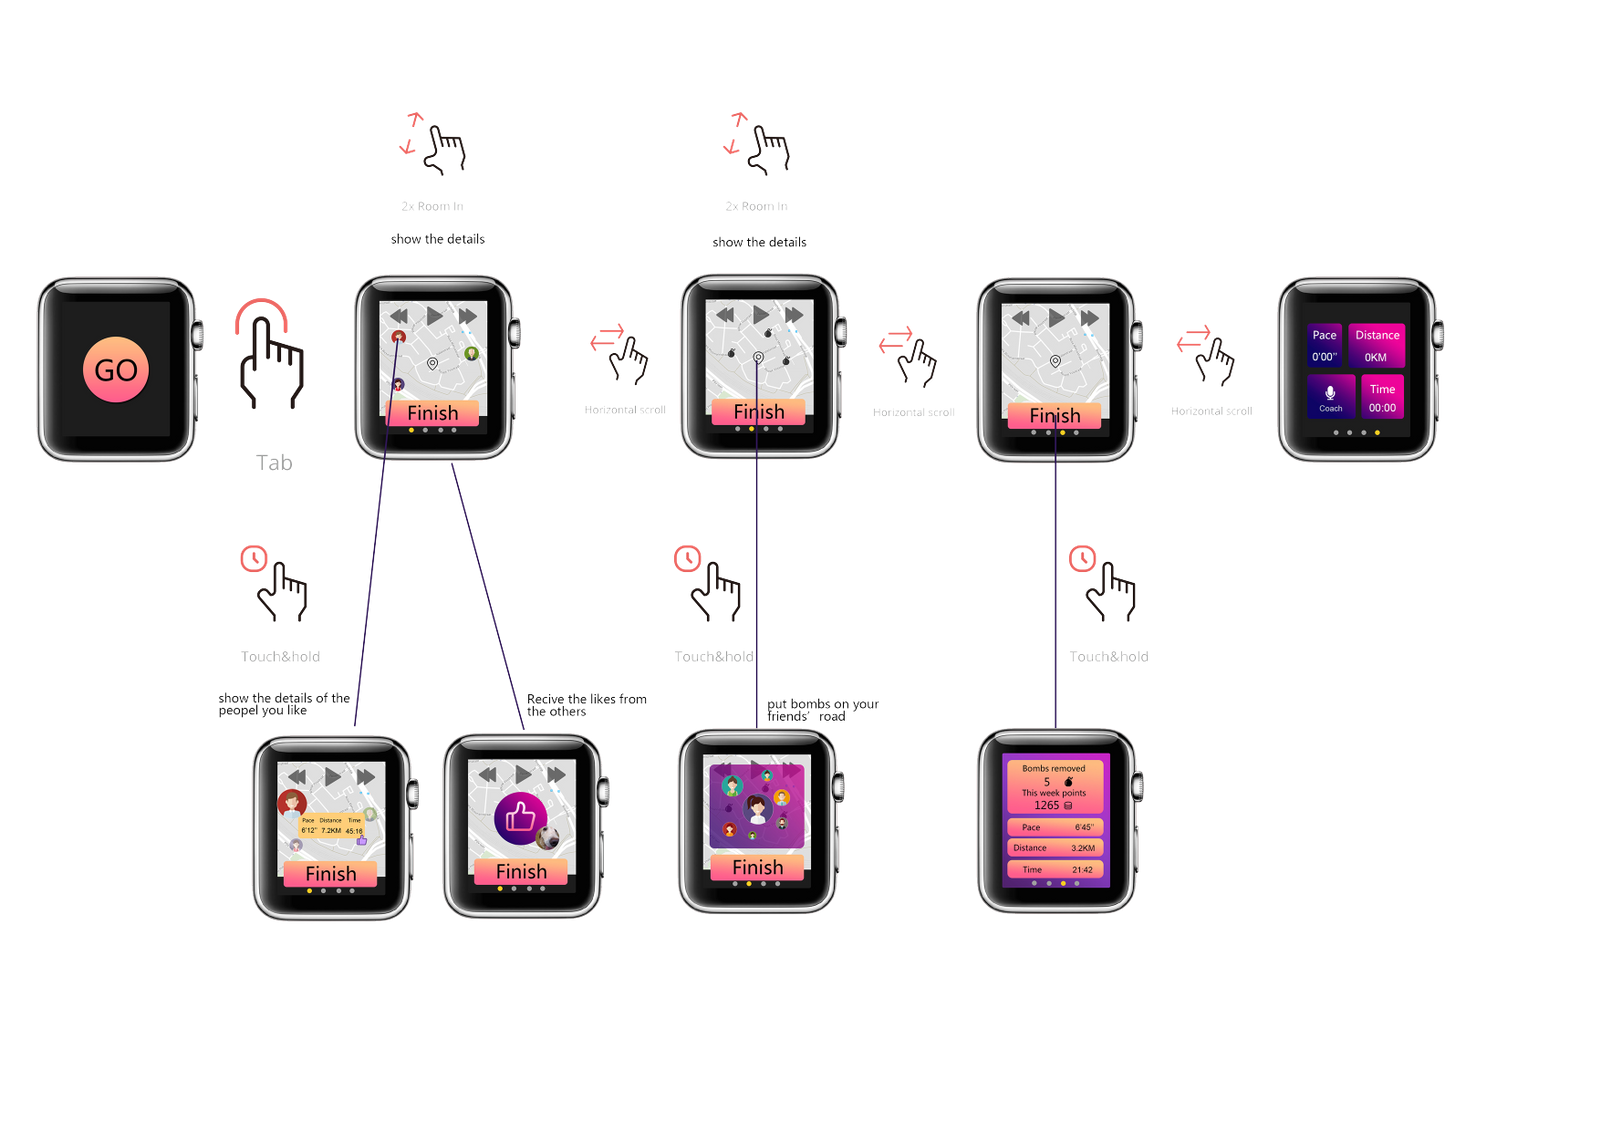 2x Room In
2x Room In
show the details
show the details
GO
Tab
Finish
Horizontal scroll
Finish
Horizontal scroll
Finish
Horizontal scroll
Pace
0'00"
Distance
0KM
Coach
Time
00:00
Touch&hold
Touch&hold
Touch&hold
show the details of the
peopel you like
Recive the likes from
the others
put bombs on your
friends' road
Pace Distance Time
6'12" 7.2KM 45:16
Finish
Finish
Finish
Bombs removed
5
This week points
1265
Pace 6'45"
Distance 3.2KM
Time 21:42